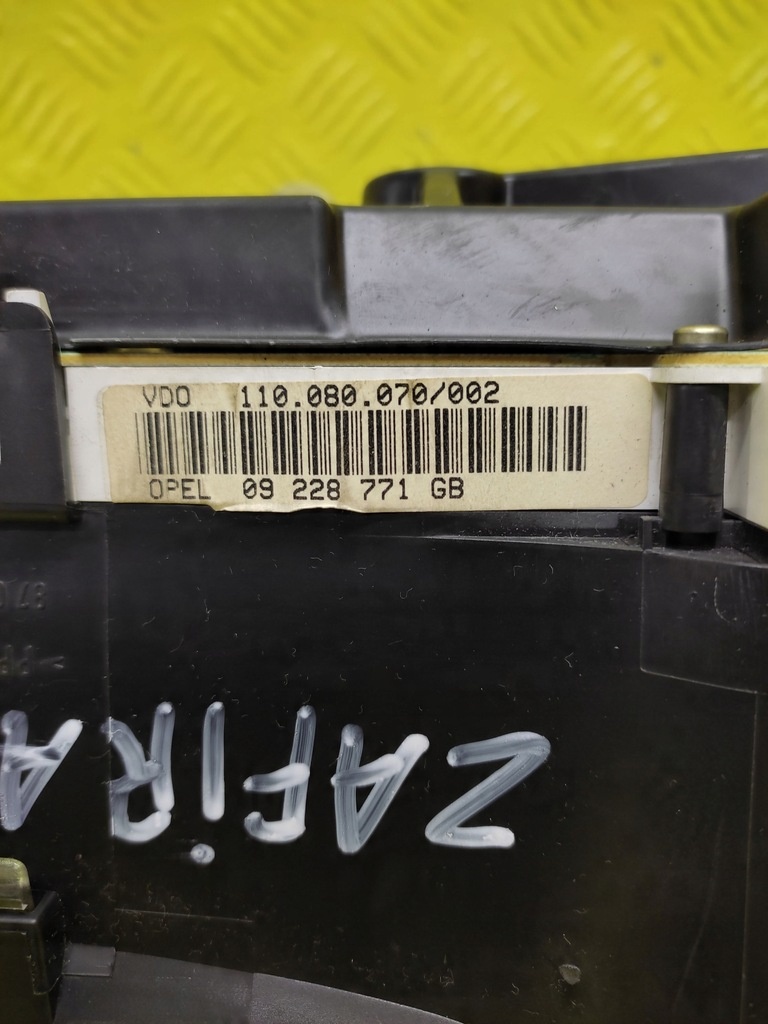 VDO 110.080.070/002
OPEL 09 228 771 GB
ZAFIRA